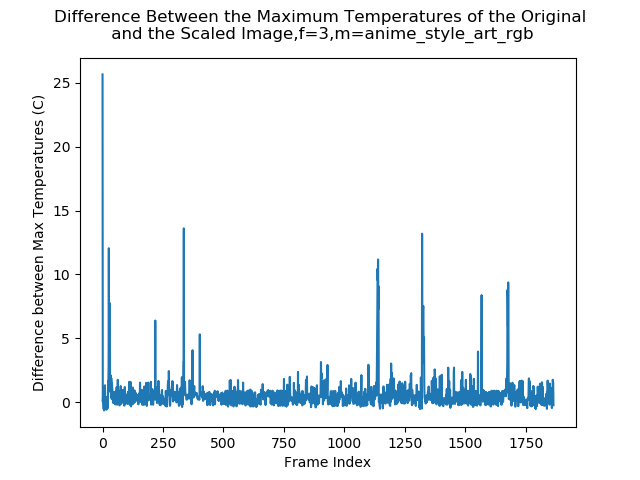 Difference Between the Maximum Temperatures of the Original
and the Scaled Image,f=3,m=anime_style_art_rgb
Difference between Max Temperatures (C)
25
20
15
10
5
0
0 250 500 750 1000 1250 1500 1750
Frame Index